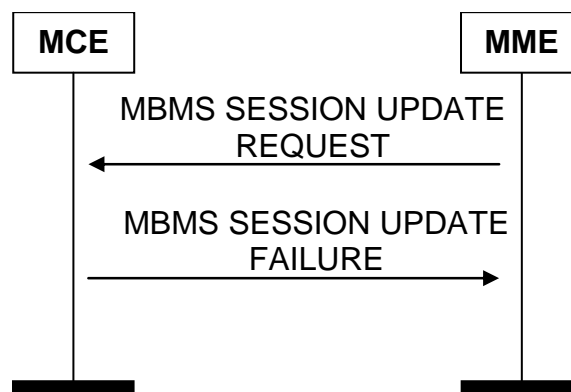 MCE
MME
MBMS SESSION UPDATE
REQUEST
MBMS SESSION UPDATE
FAILURE